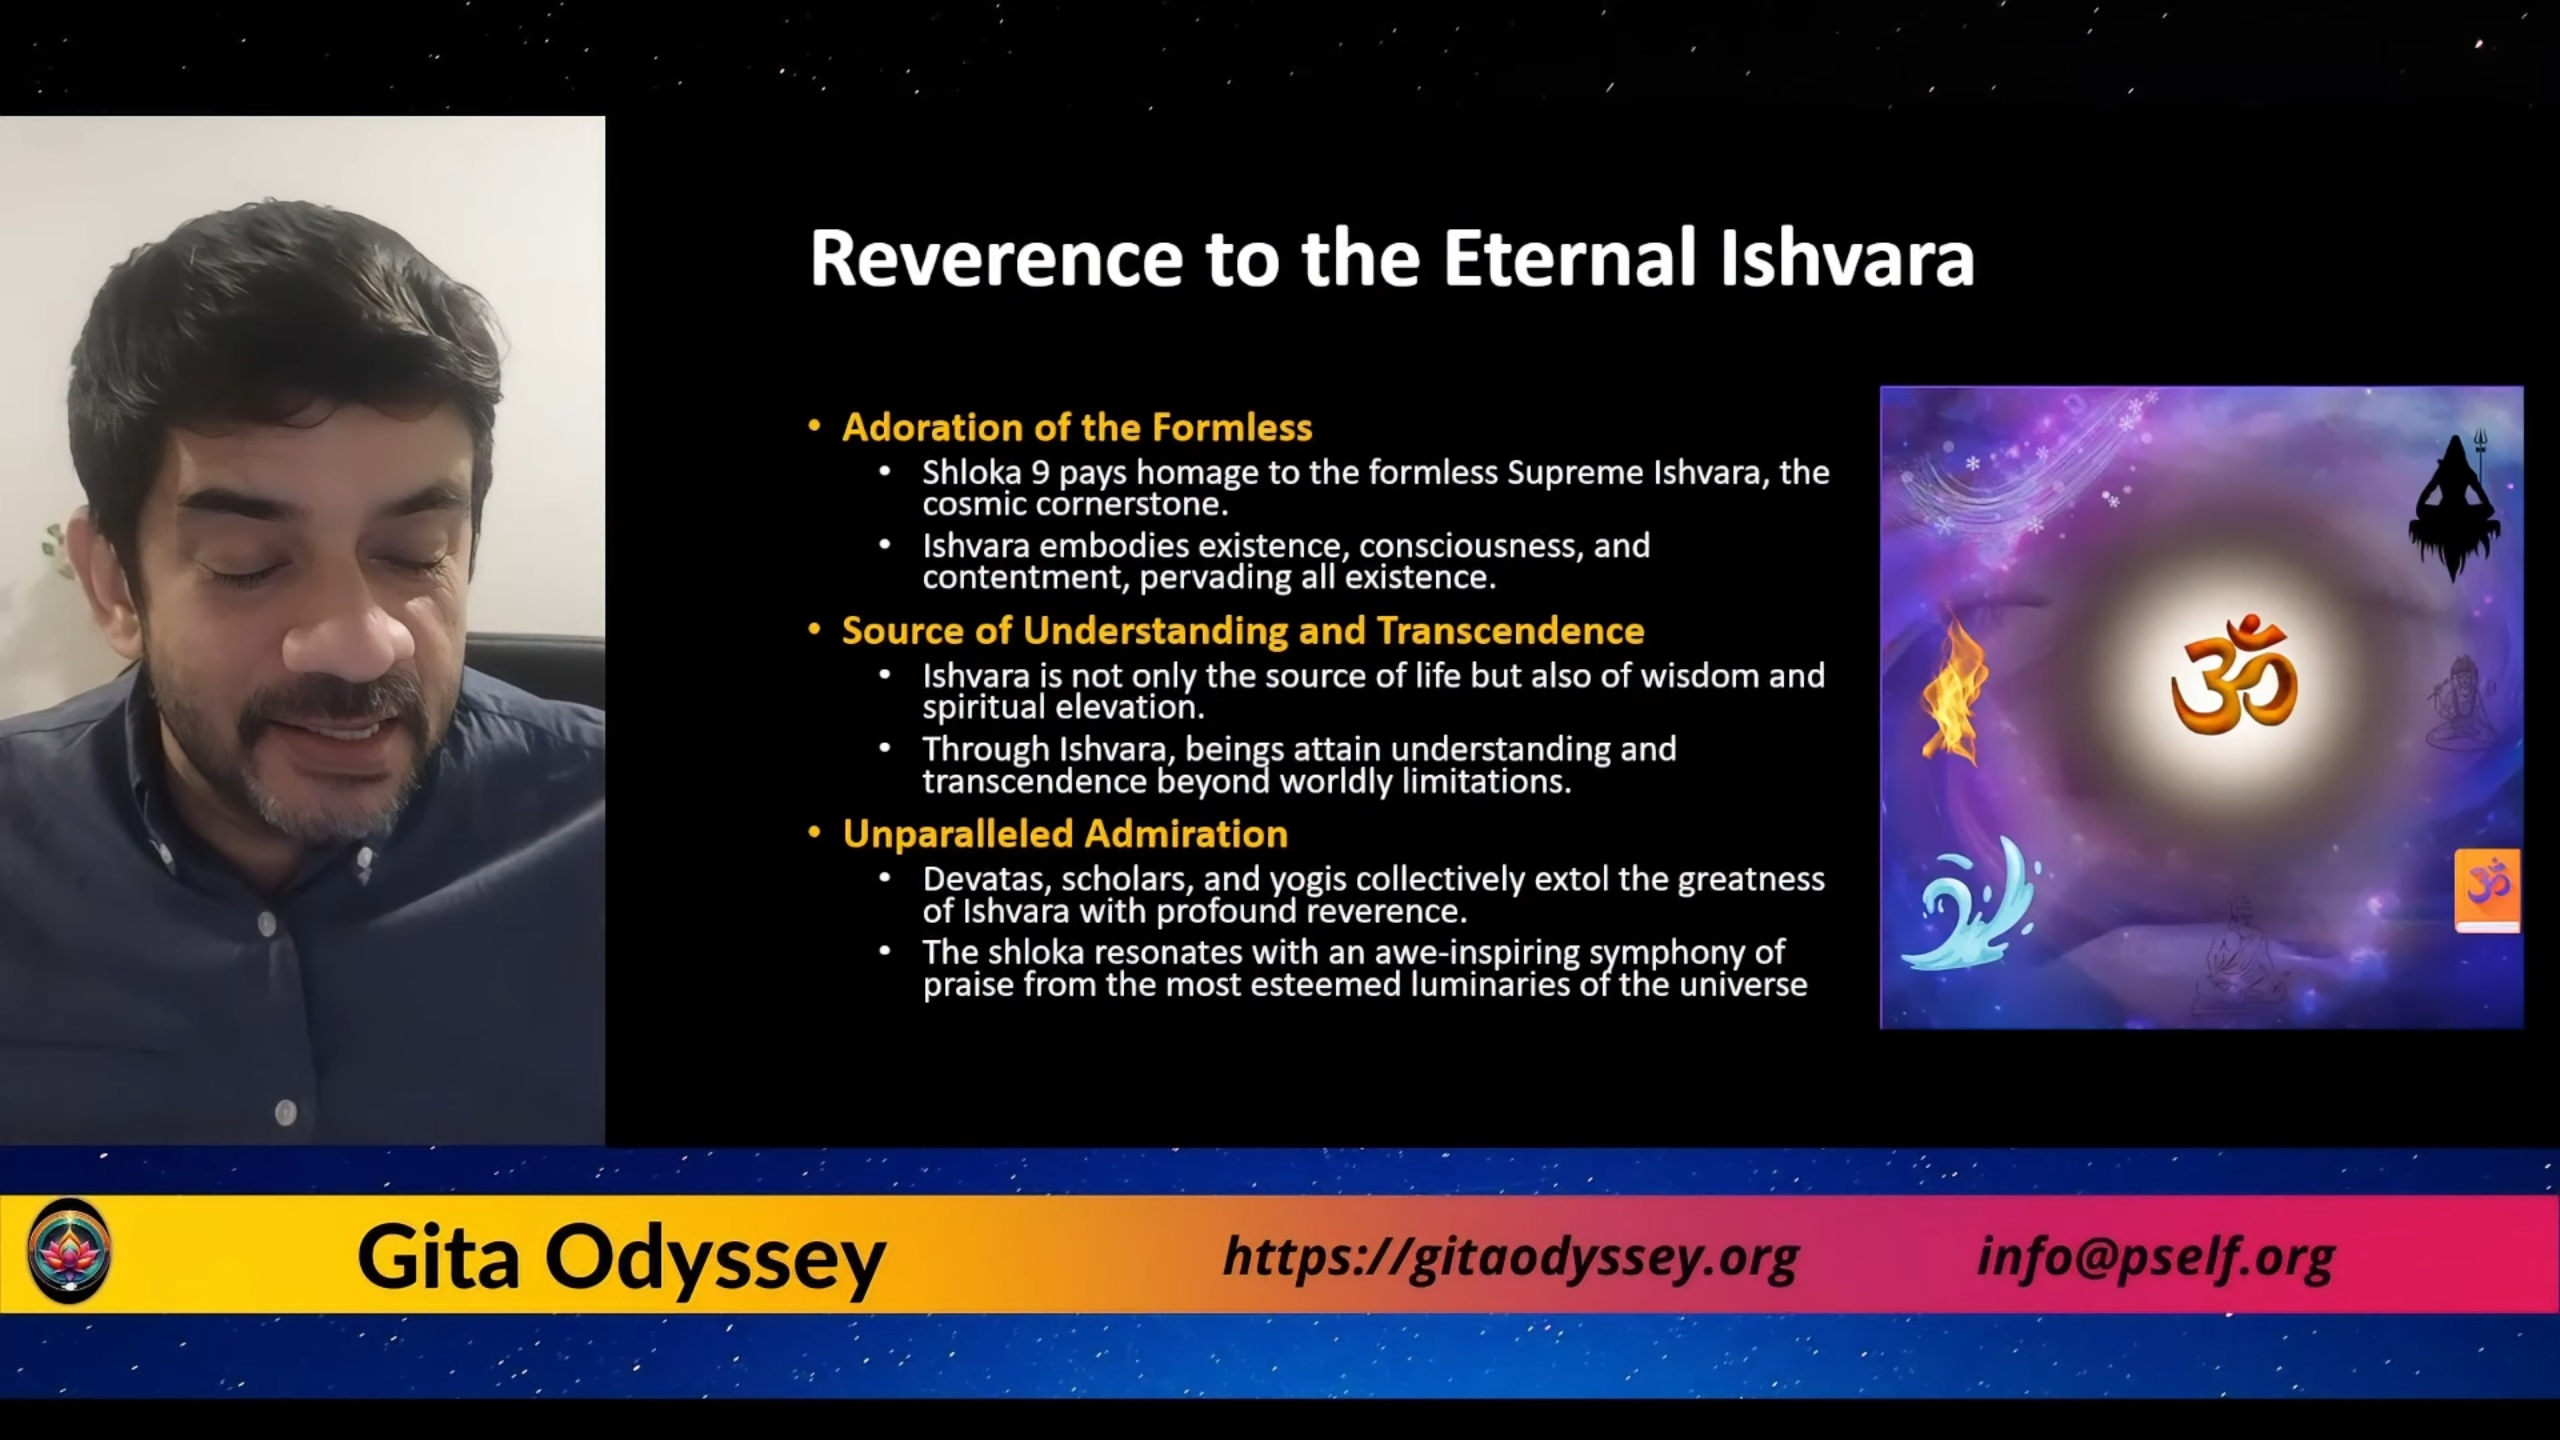 Reverence to the Eternal Ishvara
• Adoration of the Formless
• Shloka 9 pays homage to the formless Supreme Ishvara, the
cosmic cornerstone.
• Ishvara embodies existence, consciousness, and
contentment, pervading all existence.
• Source of Understanding and Transcendence
• Ishvara is not only the source of life but also of wisdom and
spiritual elevation.
• Through Ishvara, beings attain understanding and
transcendence beyond worldly limitations.
• Unparalleled Admiration
• Devatas, scholars, and yogis collectively extol the greatness
of Ishvara with profound reverence.
• The shloka resonates with an awe-inspiring symphony of
praise from the most esteemed luminaries of the universe
ॐ
ॐ
Gita Odyssey
https://gitaodyssey.org
info@pself.org